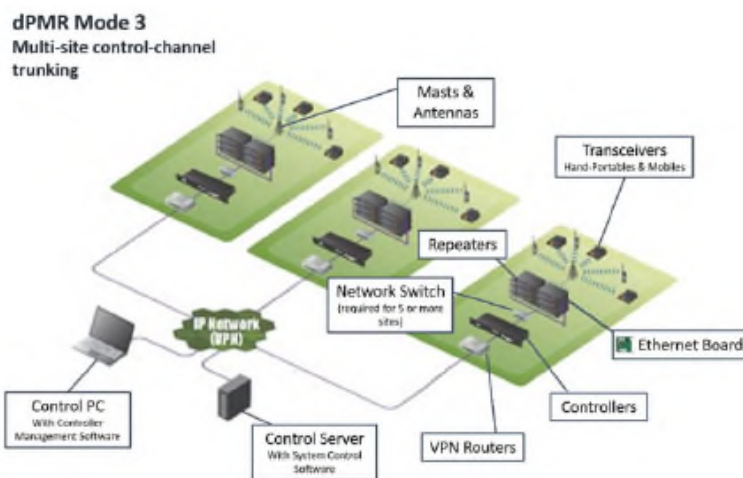 dPMR Mode 3
Multi-site control-channel
trunking
Masts &
Antennas
Transceivers
Hand-Portables & Mobiles
Repeaters
Network Switch
(required for 5 or more
sites)
IP Network
(VPN)
Ethernet Board
Control PC
With Controller
Management Software
Control Server
With System Control
Software
VPN Routers
Controllers